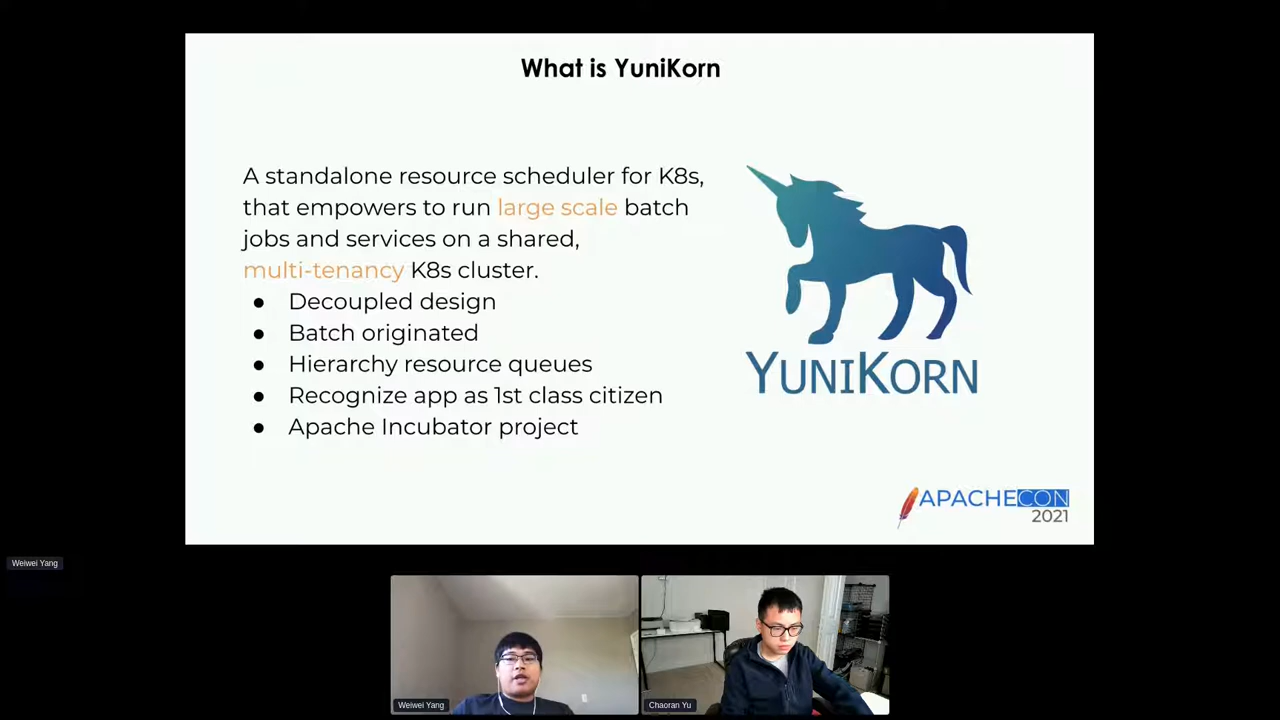 What is YuniKorn
A standalone resource scheduler for K8s,
that empowers to run large scale batch
jobs and services on a shared,
multi-tenancy K8s cluster.
● Decoupled design
● Batch originated
● Hierarchy resource queues
● Recognize app as 1st class citizen
● Apache Incubator project
YUNIKORN
APACHECON
2021
Weiwei Yang
Weiwei Yang
Chaoran Yu